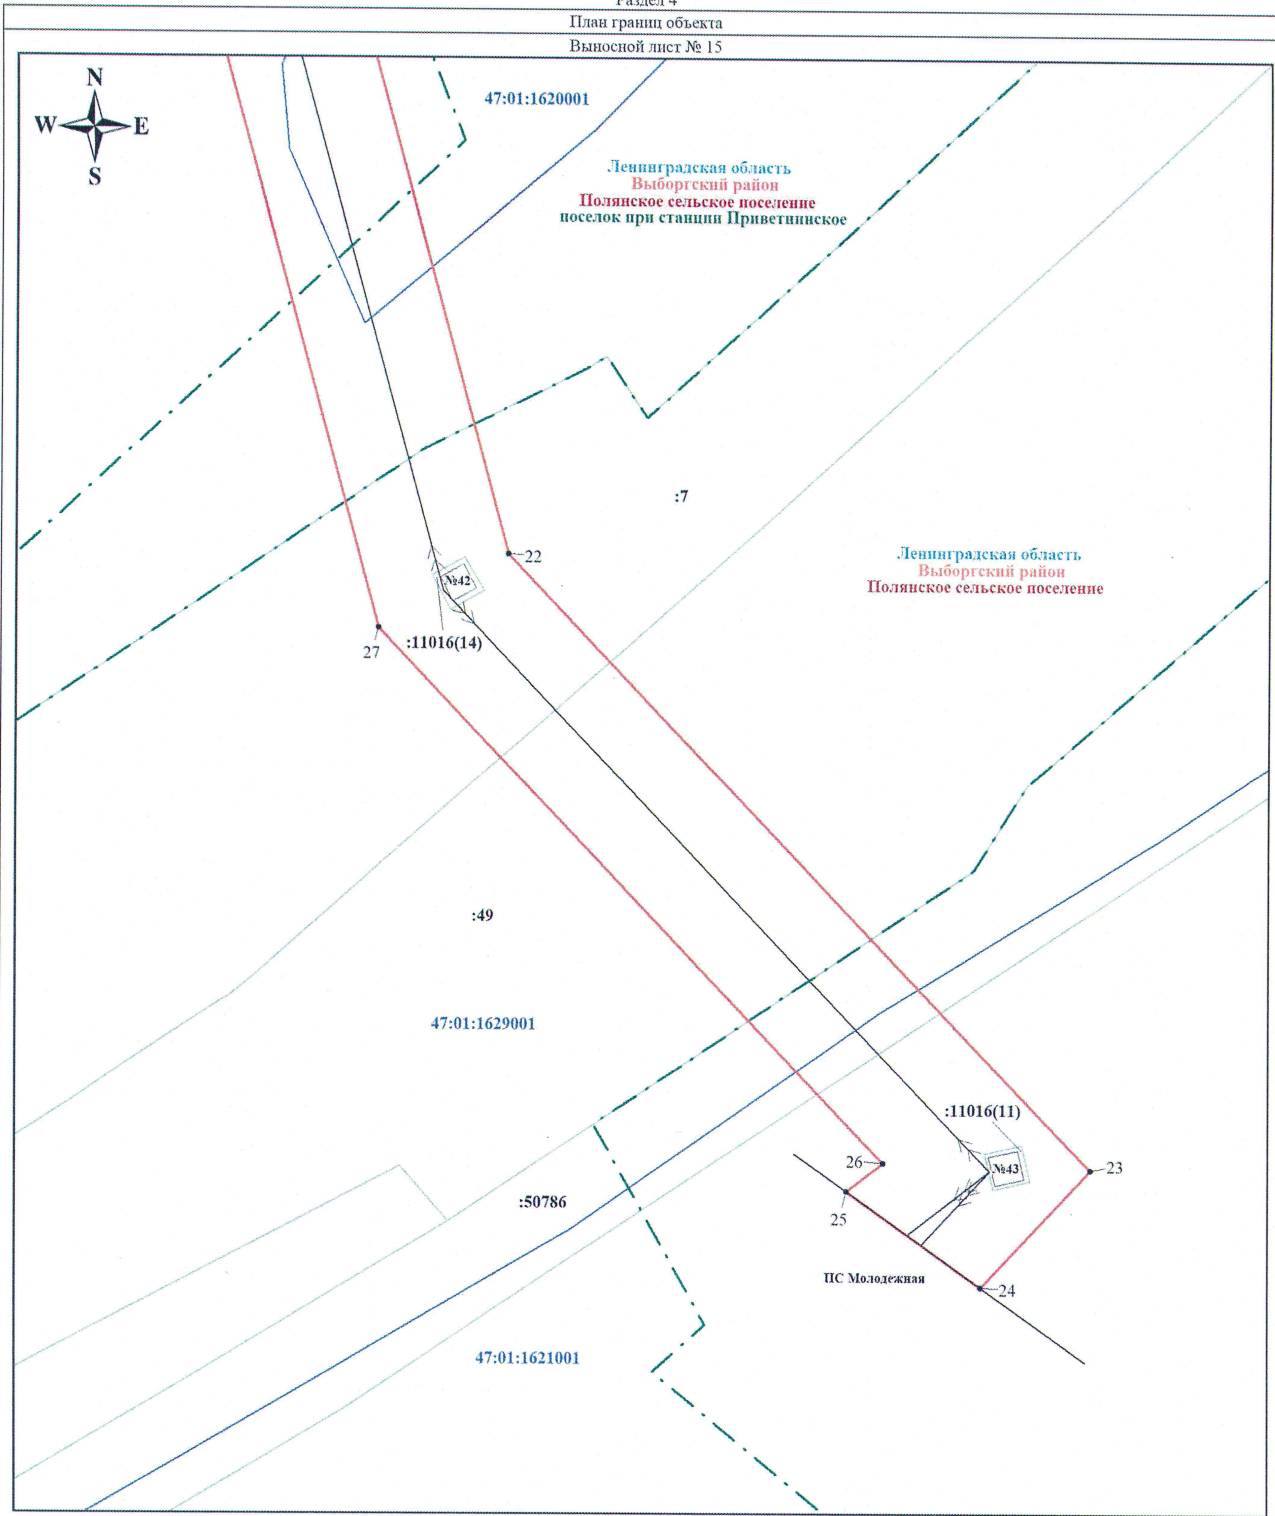 Раздел 4
План границ объекта
Выносной лист № 15
N
W E
S
47:01:1620001
Ленинградская область
Выборгский район
Полянское сельское поселение
поселок при станции Приветнинское
:7
22
Ленинградская область
Выборгский район
Полянское сельское поселение
№42
:11016(14)
27
:49
47:01:1629001
:11016(11)
26
№43
23
:50786
25
ПС Молодежная
24
47:01:1621001